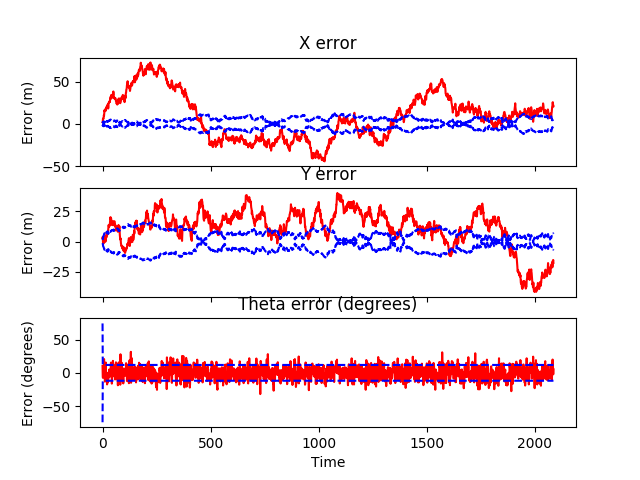 X error
Error (m)
50
0
−50
Y error
Error (m)
25
0
−25
Theta error (degrees)
Error (degrees)
50
0
−50
0
500
1000
1500
2000
Time